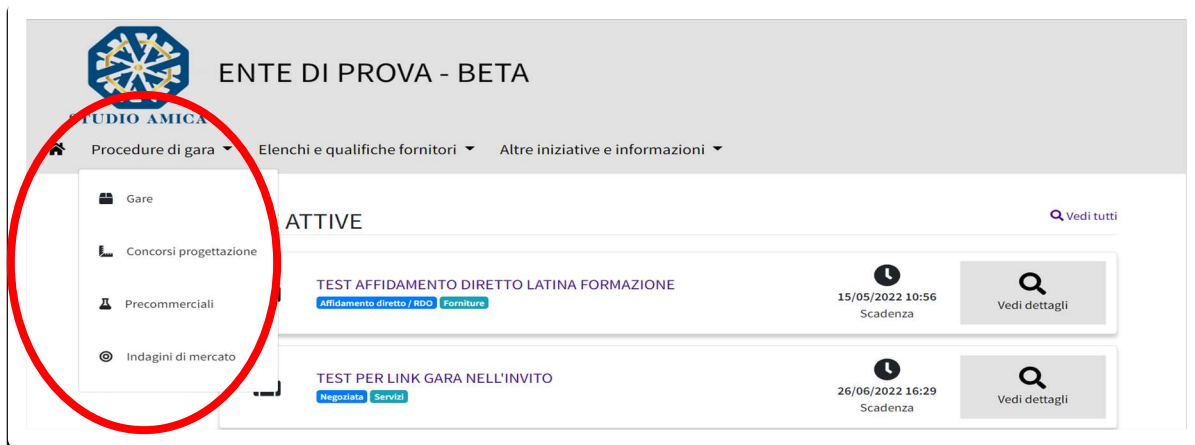 ENTE DI PROVA - BETA
STUDIO AMICA
Procedure di gara Elenchi e qualifiche fornitori Altre iniziative e informazioni
Gare
Concorsi progettazione
Precommerciali
Indagini di mercato
ATTIVE
Vedi tutti
TEST AFFIDAMENTO DIRETTO LATINA FORMAZIONE
Affidamento diretto / RDO Forniture
15/05/2022 10:56
Scadenza
Vedi dettagli
TEST PER LINK GARA NELL'INVITO
Negoziata Servizi
26/06/2022 16:29
Scadenza
Vedi dettagli